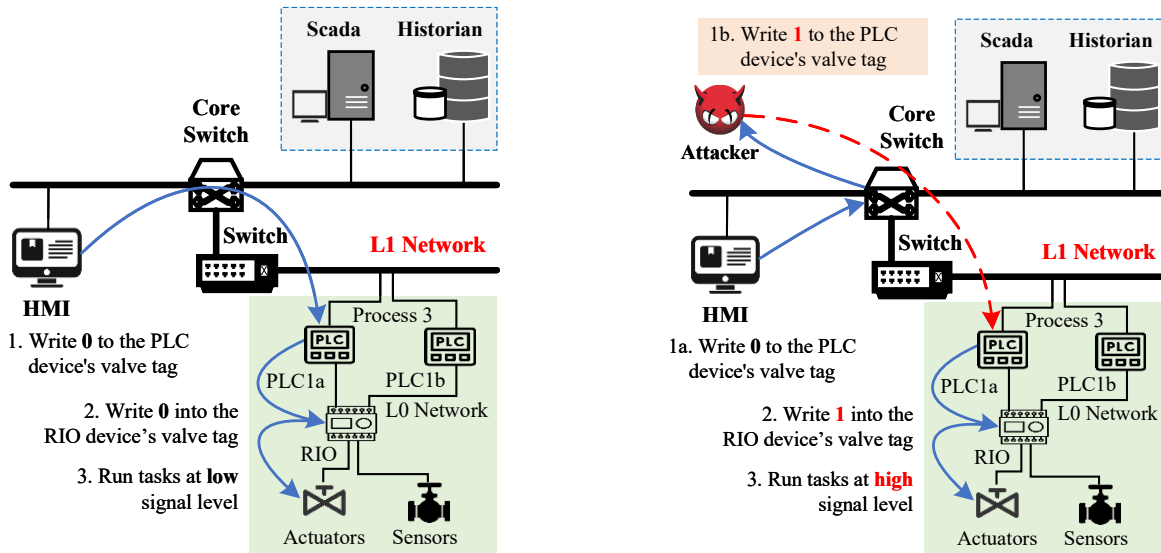 Scada
Historian
Core
Switch
Switch
L1 Network
HMI
1. Write 0 to the PLC
device's valve tag
Process 3
PLC
PLC
PLC1a
PLC1b
L0 Network
2. Write 0 into the
RIO device’s valve tag
RIO
3. Run tasks at low
signal level
Actuators
Sensors
1b. Write 1 to the PLC
device's valve tag
Scada
Historian
Attacker
Core
Switch
Switch
L1 Network
HMI
1a. Write 0 to the PLC
device's valve tag
Process 3
PLC
PLC
PLC1a
PLC1b
L0 Network
2. Write 1 into the
RIO device’s valve tag
RIO
3. Run tasks at high
signal level
Actuators
Sensors